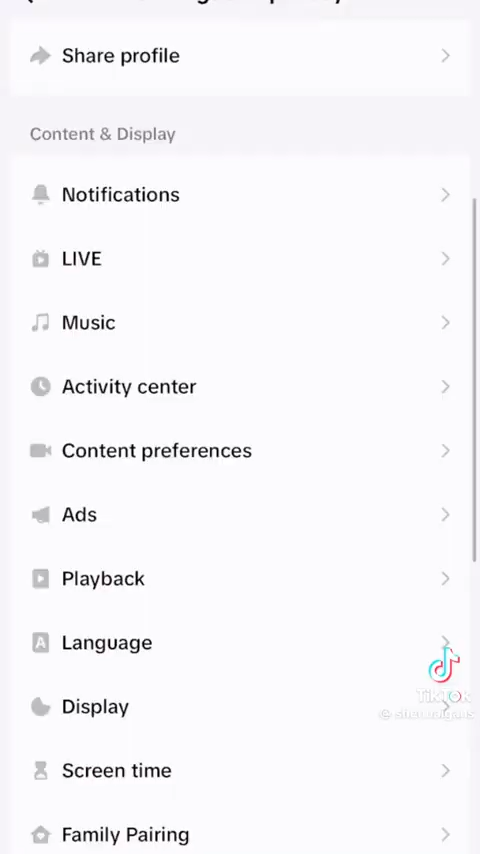 Share profile
Content & Display
Notifications
LIVE
Music
Activity center
Content preferences
Ads
Playback
Language
TikTok
Display
Screen time
Family Pairing